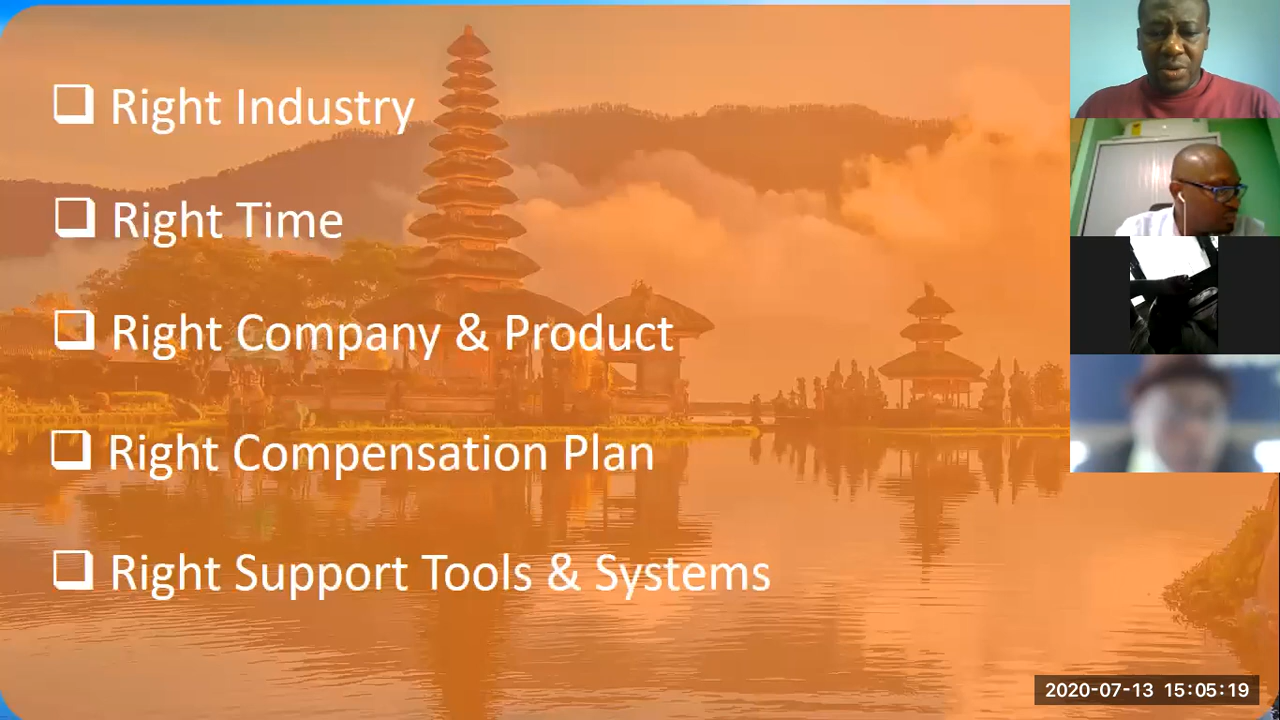 Right Industry
Right Time
Right Company & Product
Right Compensation Plan
Right Support Tools & Systems
2020-07-13 15:05:19